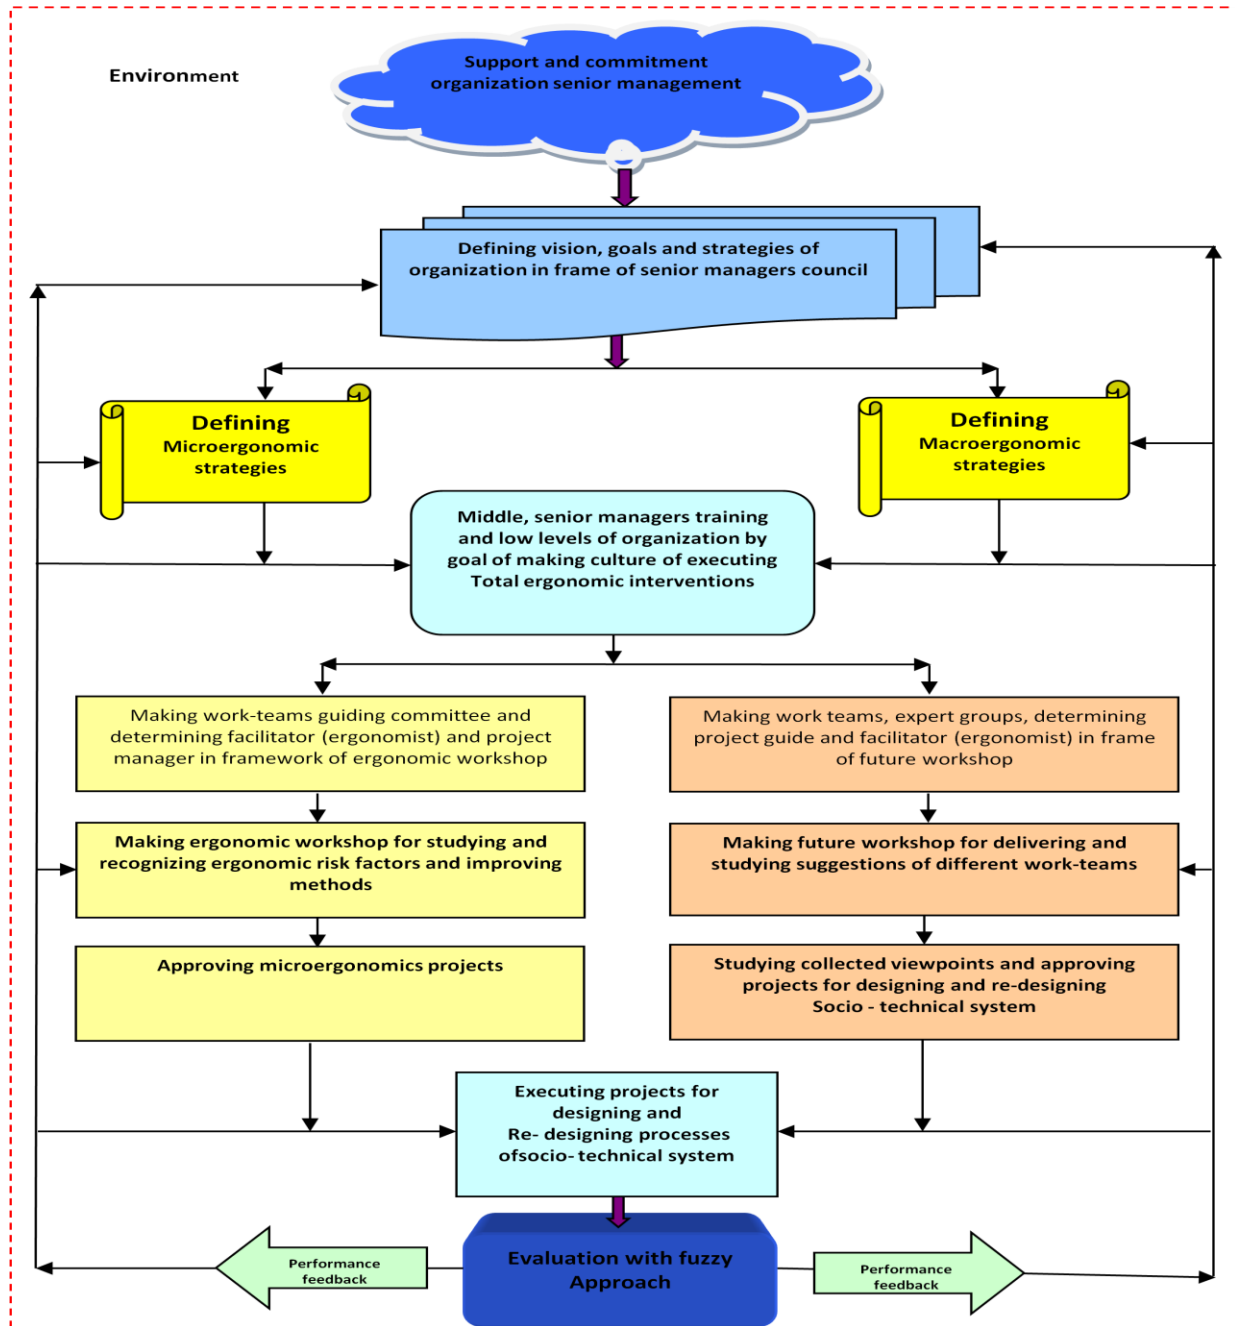 Support and commitment
organization senior management
Environment
Defining vision, goals and strategies of
organization in frame of senior managers council
Defining
Microergonomic
strategies
Defining
Macroergonomic
strategies
Middle, senior managers training
and low levels of organization by
goal of making culture of executing
Total ergonomic interventions
Making work-teams guiding committee and
determining facilitator (ergonomist) and project
manager in framework of ergonomic workshop
Making work teams, expert groups, determining
project guide and facilitator (ergonomist) in frame
of future workshop
Making ergonomic workshop for studying and
recognizing ergonomic risk factors and improving
methods
Making future workshop for delivering and
studying suggestions of different work-teams
Approving microergonomics projects
Studying collected viewpoints and approving
projects for designing and re-designing
Socio - technical system
Executing projects for
designing and
Re- designing processes
ofsocio- technical system
Performance
feedback
Evaluation with fuzzy
Approach
Performance
feedback